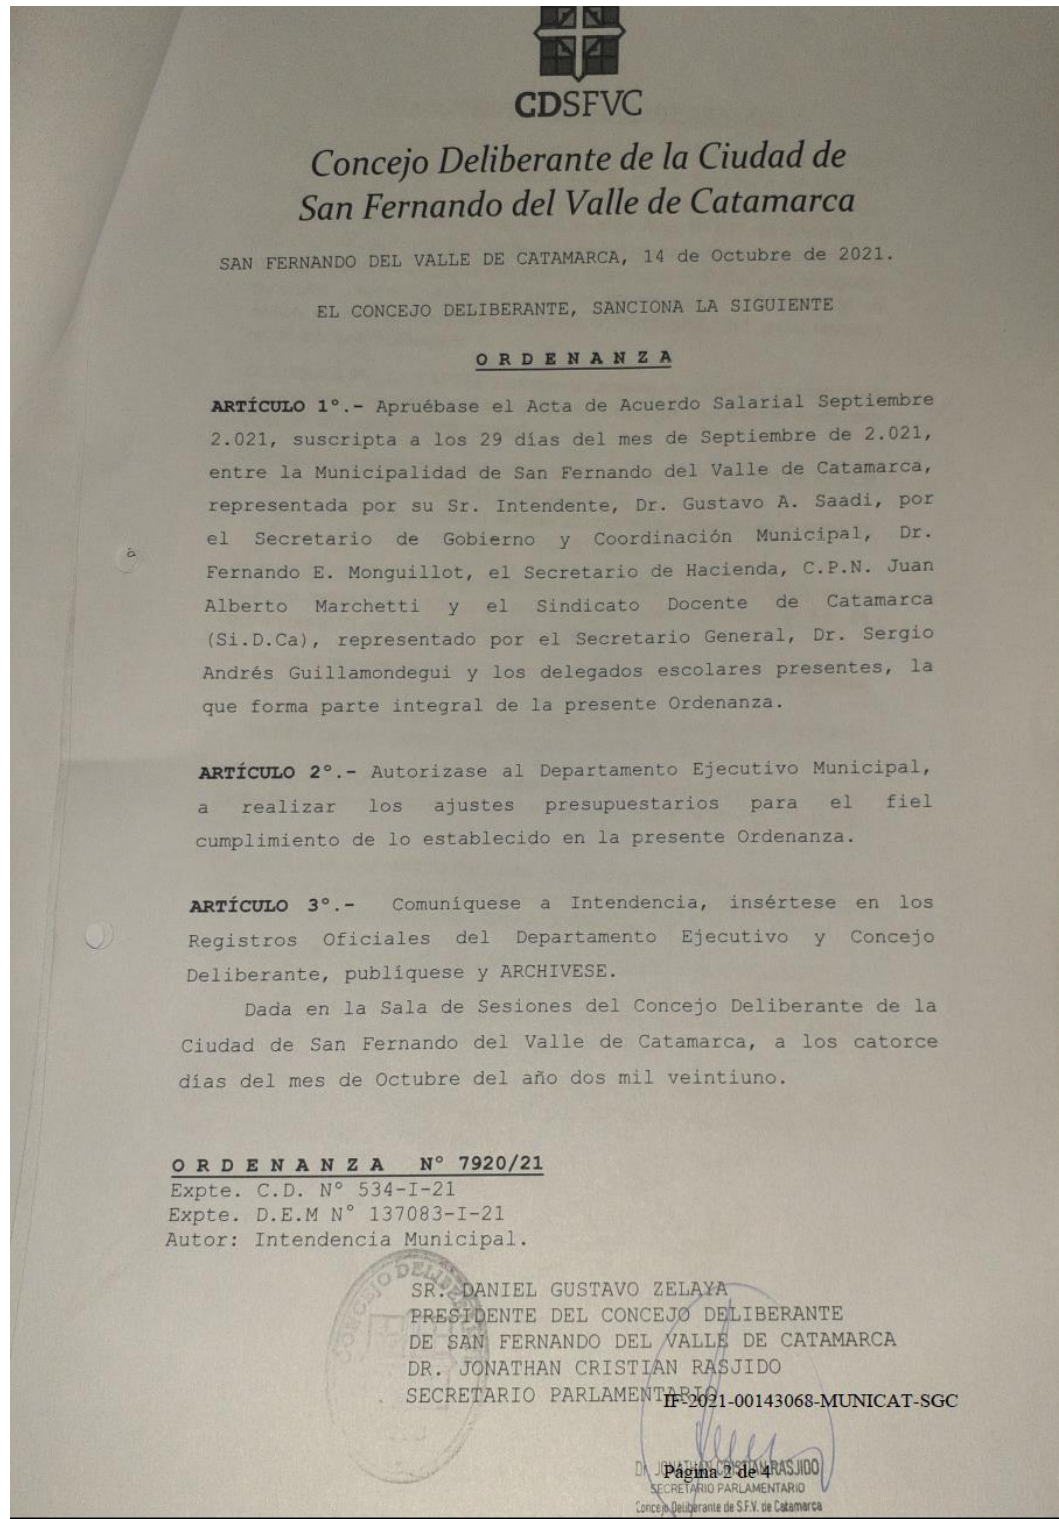 CDSFVC
Concejo Deliberante de la Ciudad de
San Fernando del Valle de Catamarca
SAN FERNANDO DEL VALLE DE CATAMARCA, 14 de Octubre de 2021.
EL CONCEJO DELIBERANTE, SANCIONA LA SIGUIENTE
O R D E N A N Z A
ARTÍCULO 1º.- Apruébase el Acta de Acuerdo Salarial Septiembre
2.021, suscripta a los 29 días del mes de Septiembre de 2.021,
entre la Municipalidad de San Fernando del Valle de Catamarca,
representada por su Sr. Intendente, Dr. Gustavo A. Saadi, por
el Secretario de Gobierno y Coordinación Municipal, Dr.
Fernando E. Monguillot, el Secretario de Hacienda, C.P.N. Juan
Alberto Marchetti y el Sindicato Docente de Catamarca
(Si.D.Ca), representado por el Secretario General, Dr. Sergio
Andrés Guillamondegui y los delegados escolares presentes, la
que forma parte integral de la presente Ordenanza.
ARTÍCULO 2º.- Autorizase al Departamento Ejecutivo Municipal,
a realizar los ajustes presupuestarios para el fiel
cumplimiento de lo establecido en la presente Ordenanza.
ARTÍCULO 3º.- Comuníquese a Intendencia, insértese en los
Registros Oficiales del Departamento Ejecutivo y Concejo
Deliberante, publíquese y ARCHIVESE.
Dada en la Sala de Sesiones del Concejo Deliberante de la
Ciudad de San Fernando del Valle de Catamarca, a los catorce
días del mes de Octubre del año dos mil veintiuno.
O R D E N A N Z A N° 7920/21
Expte. C.D. N° 534-I-21
Expte. D.E.M N° 137083-I-21
Autor: Intendencia Municipal.
CONCEJO DELIBERANTE
SR. DANIEL GUSTAVO ZELAYA
PRESIDENTE DEL CONCEJO DELIBERANTE
DE SAN FERNANDO DEL VALLE DE CATAMARCA
DR. JONATHAN CRISTIAN RASJIDO
SECRETARIO PARLAMENTARIO
IF-2021-00143068-MUNICAT-SGC
Dr. JONATHAN CRISTIAN RASJIDO
Página 2 de 4
SECRETARIO PARLAMENTARIO
Concejo Deliberante de S.F.V. de Catamarca